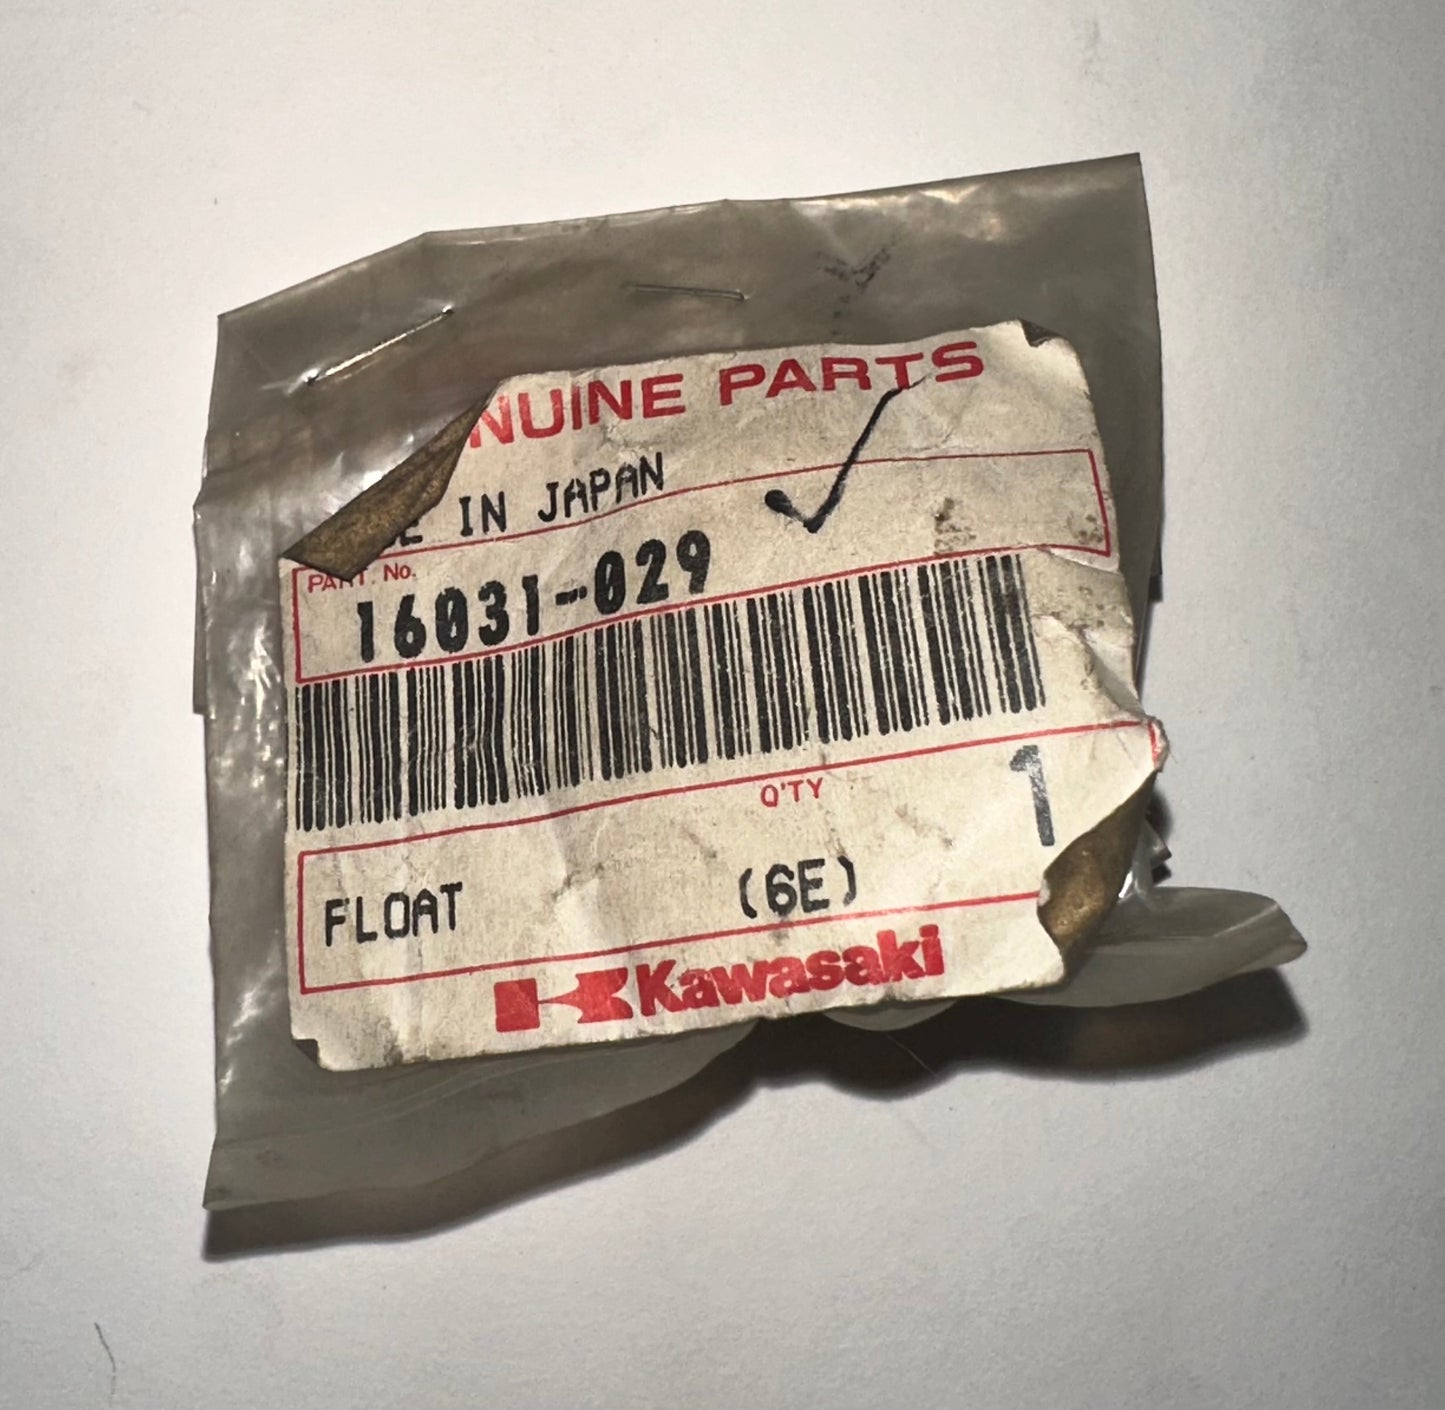 NUINE PARTS
E IN JAPAN
PART. No.
16031-029
Q'TY
1
FLOAT (6E)
Kawasaki